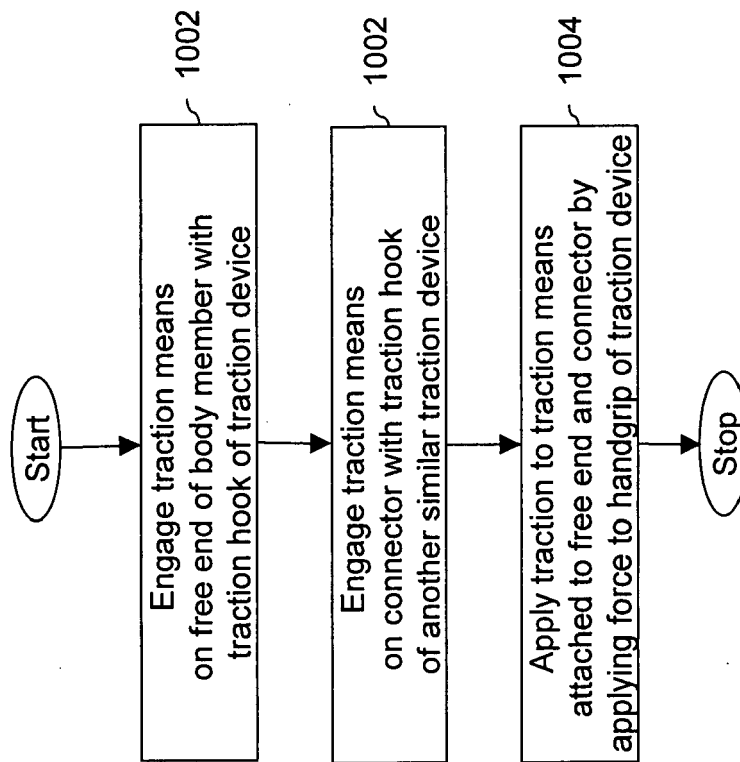 Start
Engage traction means
on free end of body member with
traction hook of traction device
1002
Engage traction means
on connector with traction hook
of another similar traction device
1002
Apply traction to traction means
attached to free end and connector by
applying force to handgrip of traction device
1004
Stop